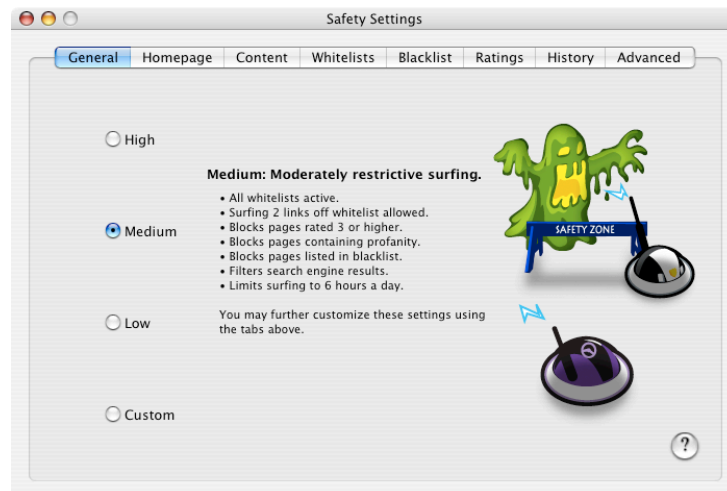 Safety Settings
General Homepage Content Whitelists Blacklist Ratings History Advanced
High
Medium: Moderately restrictive surfing.
• All whitelists active.
• Surfing 2 links off whitelist allowed.
• Blocks pages rated 3 or higher.
• Blocks pages containing profanity.
• Blocks pages listed in blacklist.
• Filters search engine results.
• Limits surfing to 6 hours a day.
Medium
SAFETY ZONE
Low
You may further customize these settings using
the tabs above.
Custom
?